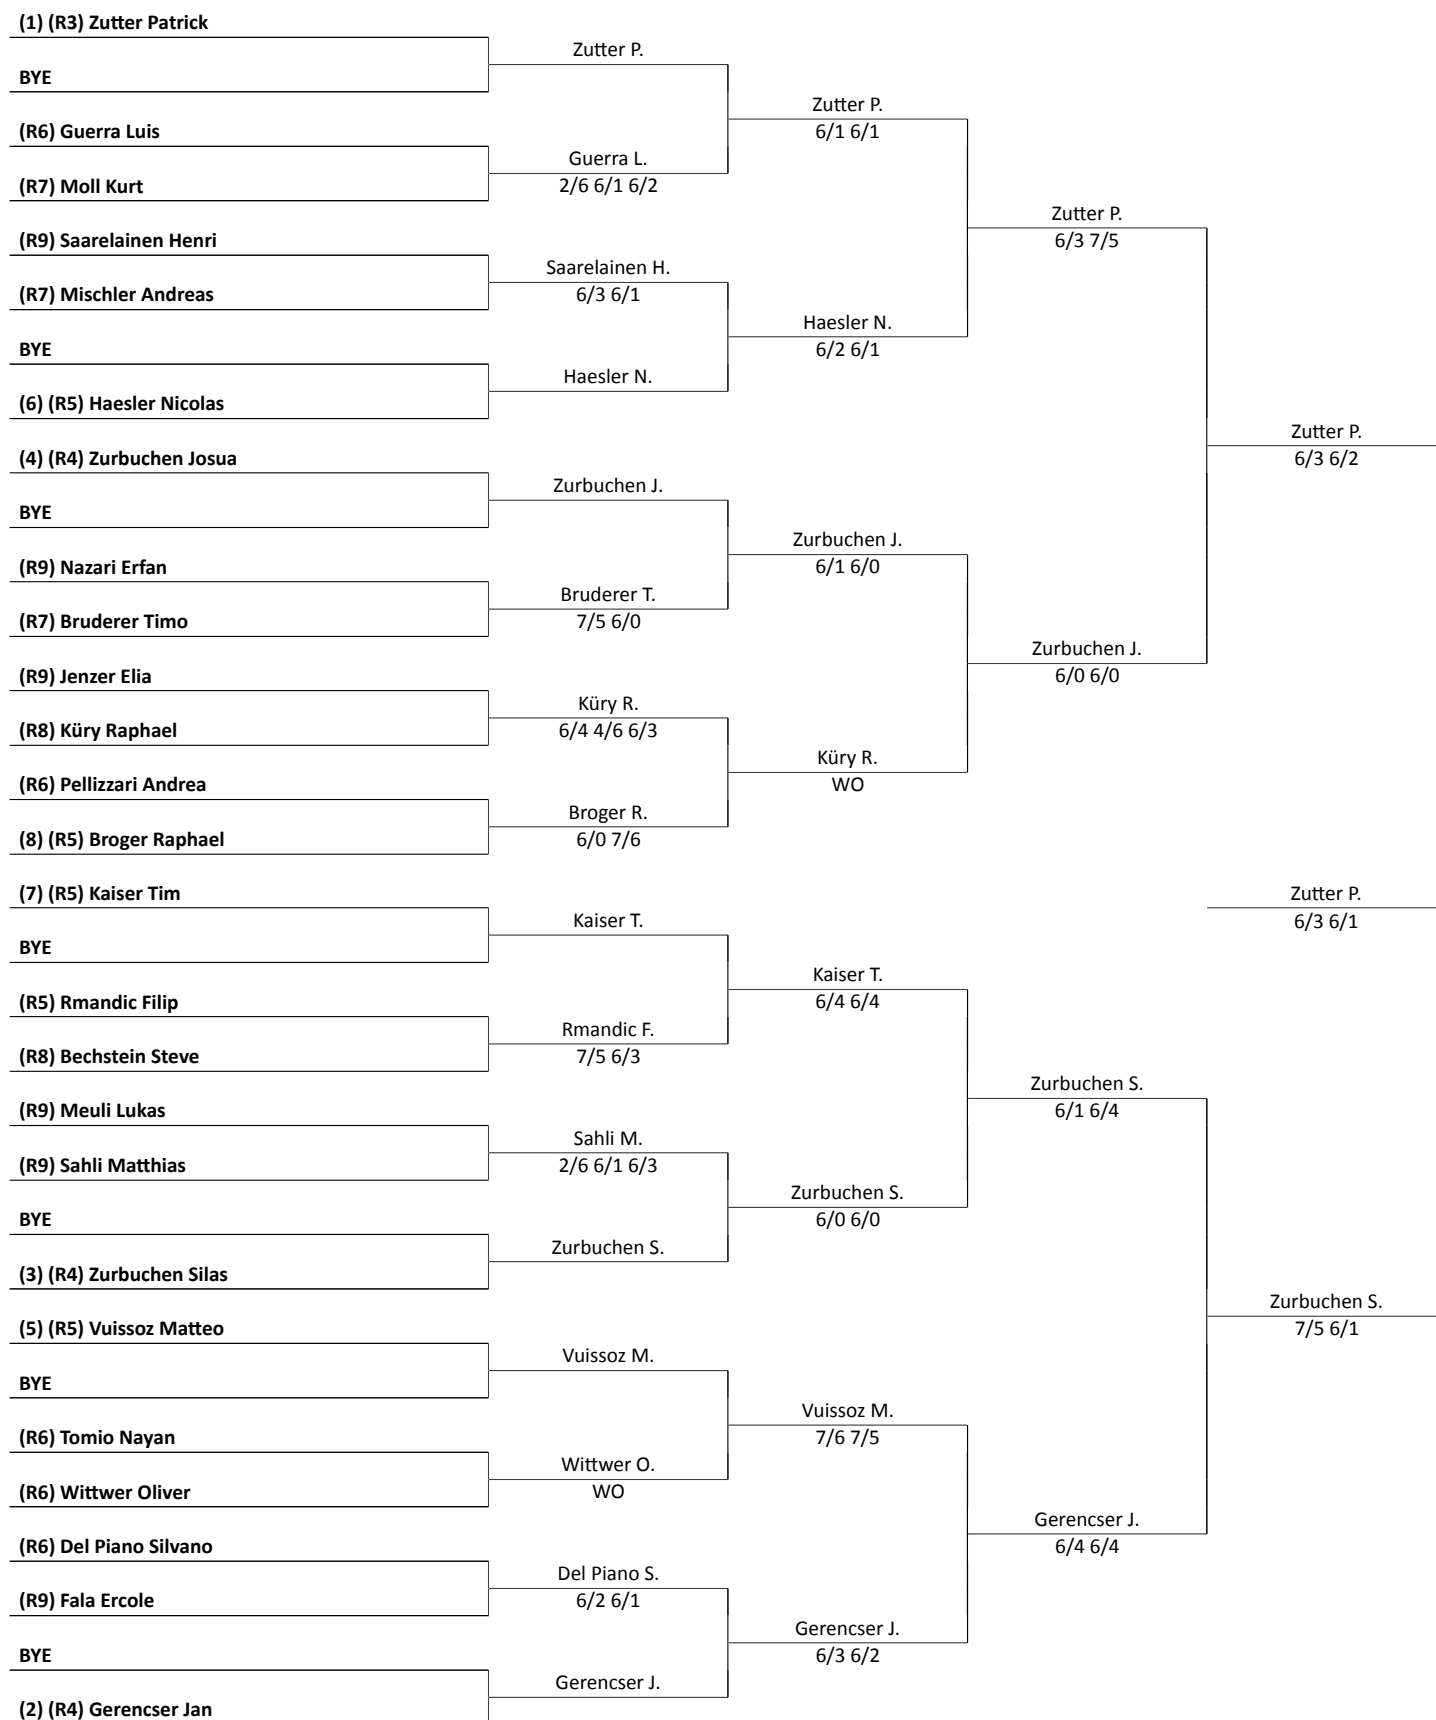 (1) (R3) Zutter Patrick
BYE
(R6) Guerra Luis
(R7) Moll Kurt
(R9) Saarelainen Henri
(R7) Mischler Andreas
BYE
(6) (R5) Haesler Nicolas
(4) (R4) Zurbuchen Josua
BYE
(R9) Nazari Erfan
(R7) Bruderer Timo
(R9) Jenzer Elia
(R8) Küry Raphael
(R6) Pellizzari Andrea
(8) (R5) Broger Raphael
(7) (R5) Kaiser Tim
BYE
(R5) Rmandic Filip
(R8) Bechstein Steve
(R9) Meuli Lukas
(R9) Sahli Matthias
BYE
(3) (R4) Zurbuchen Silas
(5) (R5) Vuissoz Matteo
BYE
(R6) Tomio Nayan
(R6) Wittwer Oliver
(R6) Del Piano Silvano
(R9) Fala Ercole
BYE
(2) (R4) Gerencser Jan
Zutter P.
Guerra L.
2/6 6/1 6/2
Saarelainen H.
6/3 6/1
Haesler N.
Zurbuchen J.
Bruderer T.
7/5 6/0
Küry R.
6/4 4/6 6/3
Broger R.
6/0 7/6
Kaiser T.
Rmandic F.
7/5 6/3
Sahli M.
2/6 6/1 6/3
Zurbuchen S.
Vuissoz M.
Wittwer O.
WO
Del Piano S.
6/2 6/1
Gerencser J.
Zutter P.
6/1 6/1
Haesler N.
6/2 6/1
Zurbuchen J.
6/1 6/0
Küry R.
WO
Kaiser T.
6/4 6/4
Zurbuchen S.
6/0 6/0
Vuissoz M.
7/6 7/5
Gerencser J.
6/3 6/2
Zutter P.
6/3 7/5
Zurbuchen J.
6/0 6/0
Zurbuchen S.
6/1 6/4
Gerencser J.
6/4 6/4
Zutter P.
6/3 6/2
Zutter P.
6/3 6/1
Zurbuchen S.
7/5 6/1